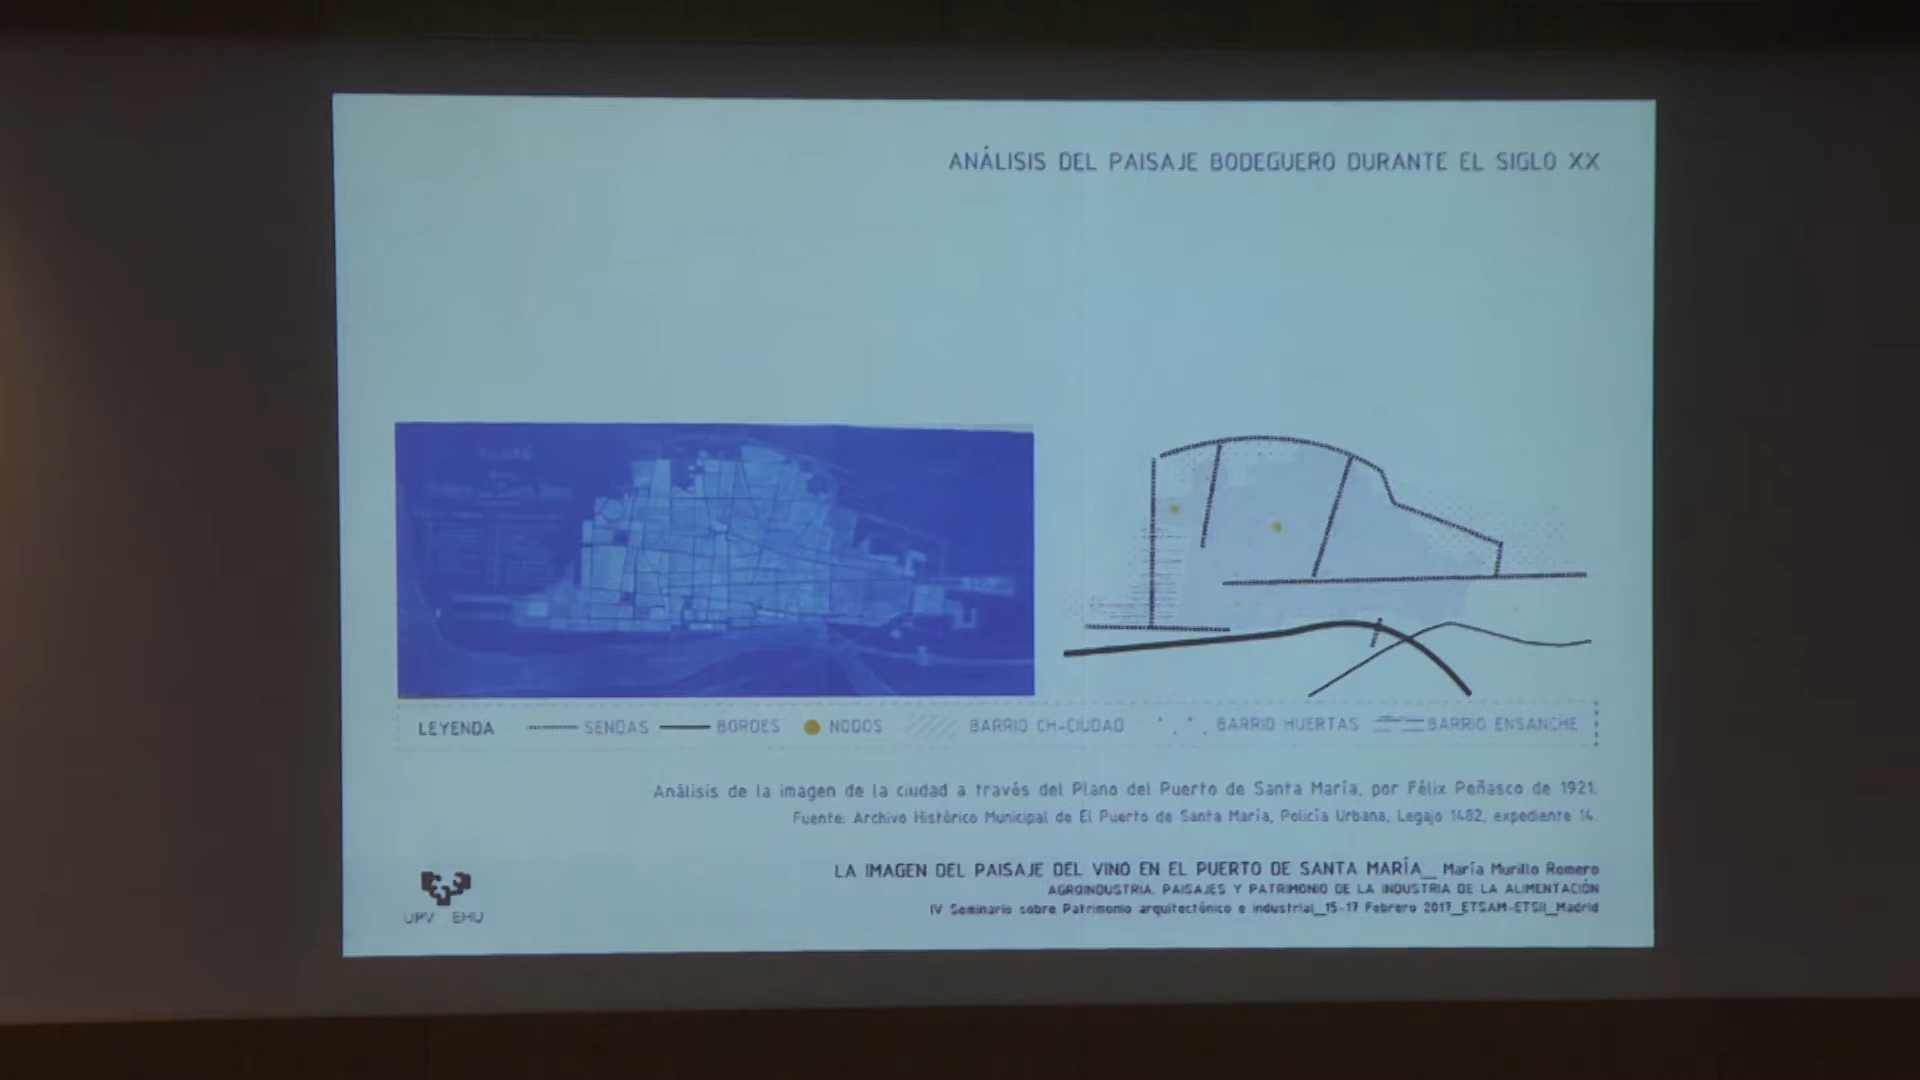 ANÁLISIS DEL PAISAJE BODEGUERO DURANTE EL SIGLO XX
LEYENDA SENDAS BORDES NODOS BARRIO CH-CIUDAD BARRIO HUERTAS BARRIO ENSANCHE
Análisis de la imagen de la ciudad a través del Plano del Puerto de Santa María, por Félix Peñasco de 1921.
Fuente: Archivo Histórico Municipal de El Puerto de Santa María, Policía Urbana, Legajo 1482, expediente 14.
LA IMAGEN DEL PAISAJE DEL VINO EN EL PUERTO DE SANTA MARÍA_ María Murillo Romero
AGROINDUSTRIA, PAISAJES Y PATRIMONIO DE LA INDUSTRIA DE LA ALIMENTACIÓN
IV Seminario sobre Patrimonio arquitectónico e industrial_15-17 Febrero 2017_ETSAM-ETSII_Madrid
UPV EHU